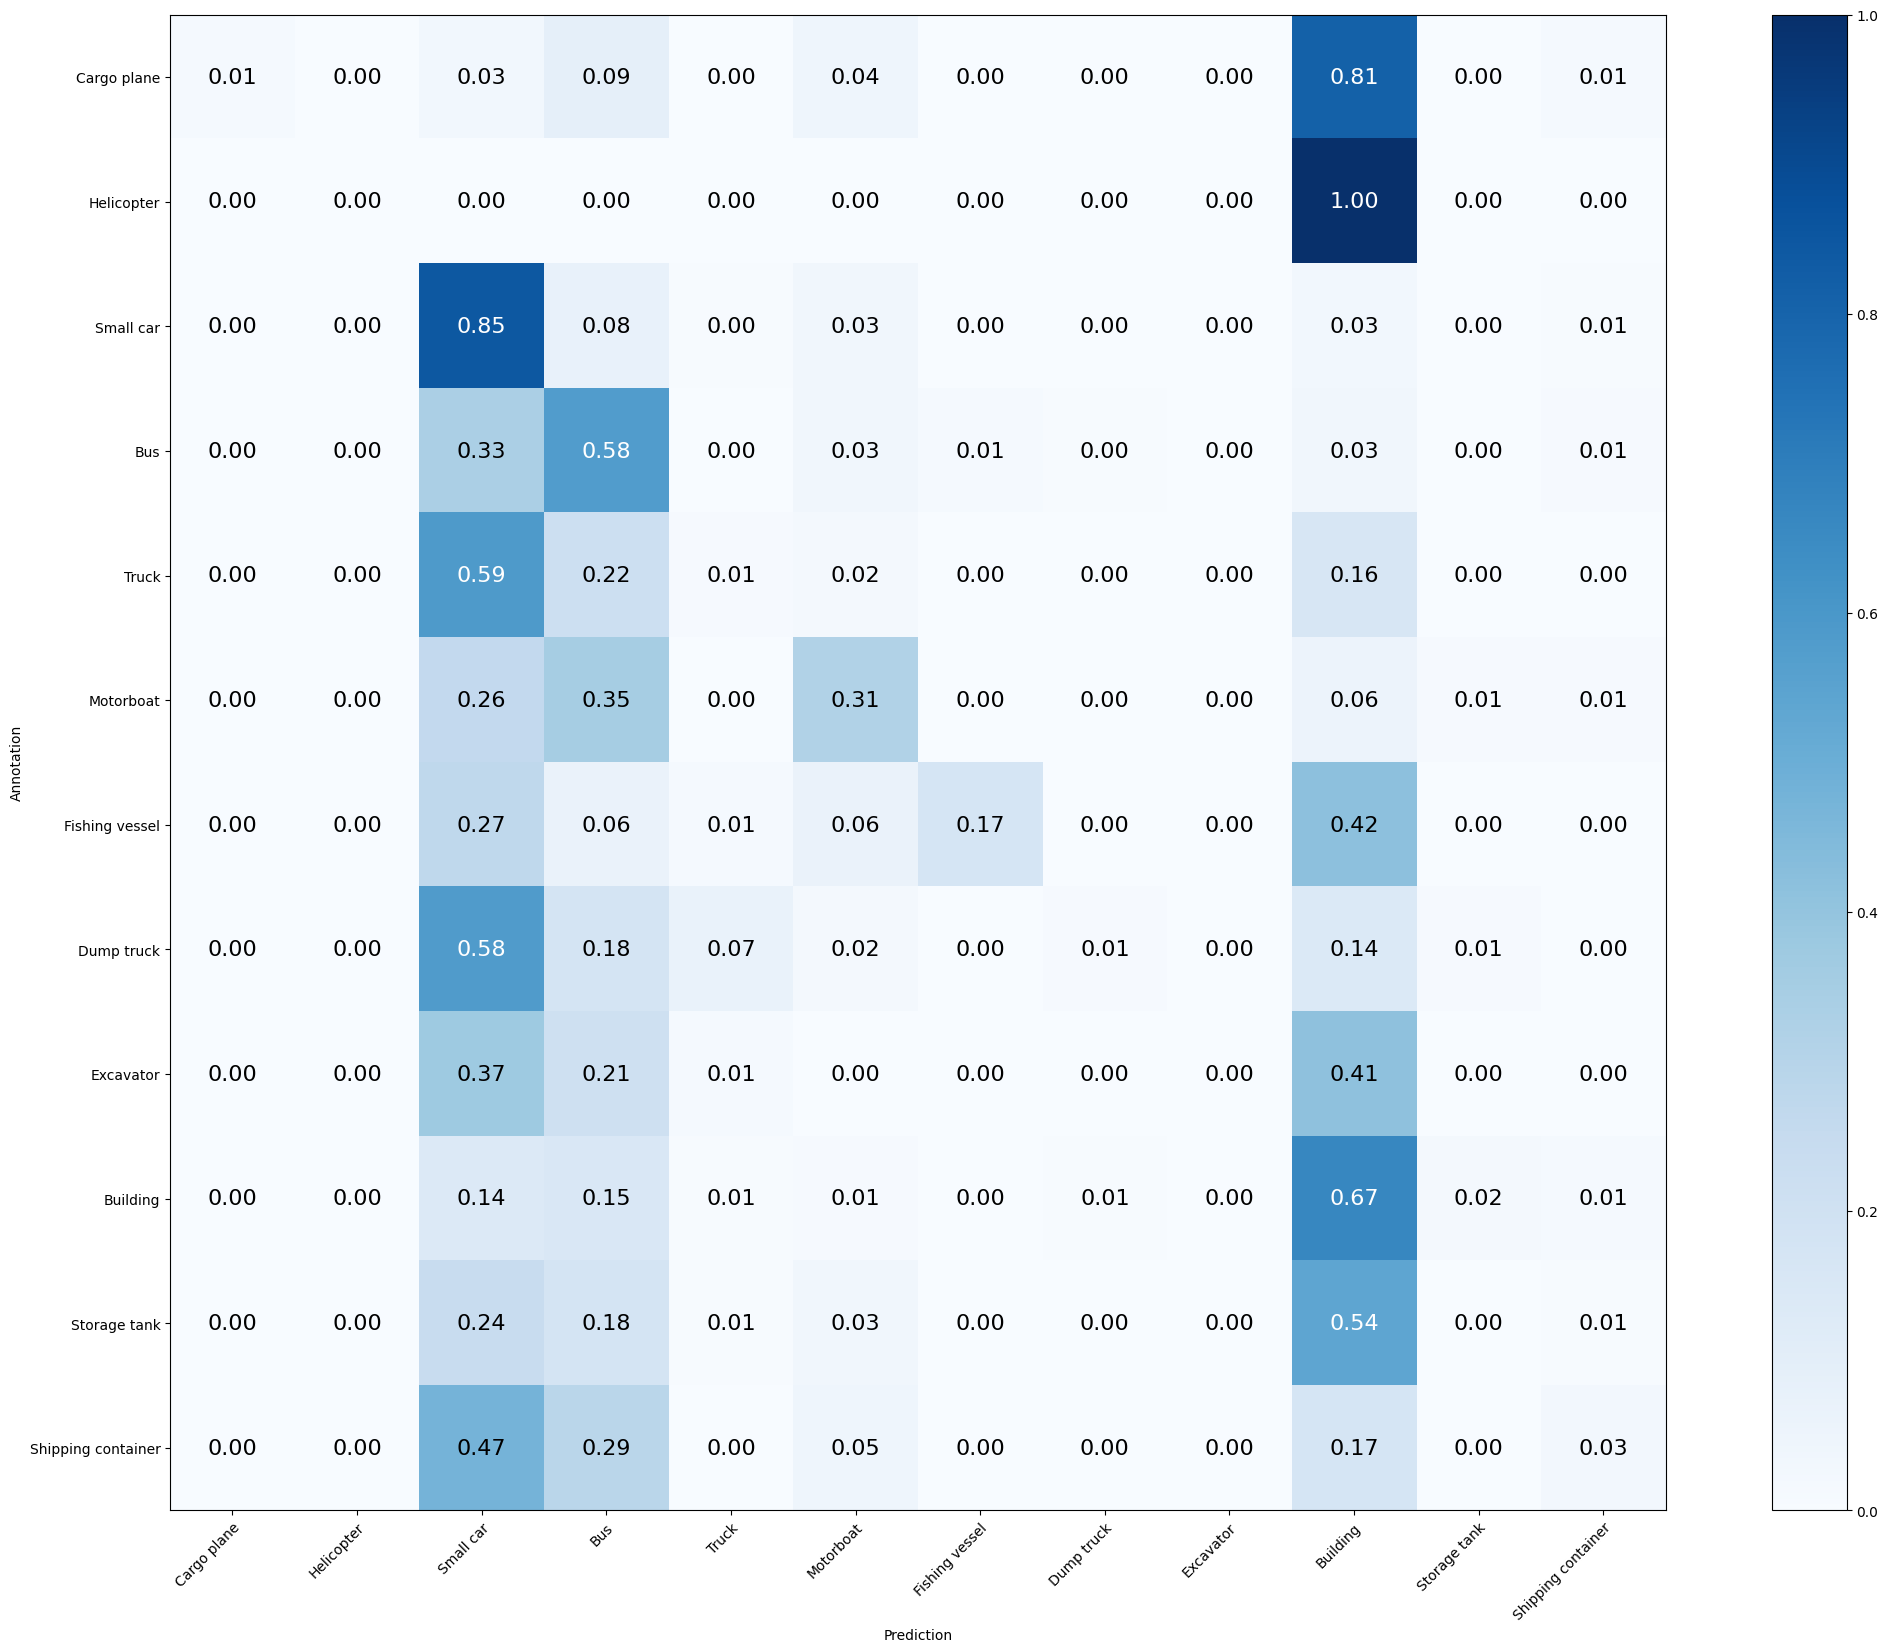 Cargo plane 0.01 0.00 0.03 0.09 0.00 0.04 0.00 0.00 0.00 0.81 0.00 0.01
Helicopter 0.00 0.00 0.00 0.00 0.00 0.00 0.00 0.00 0.00 1.00 0.00 0.00
Small car 0.00 0.00 0.85 0.08 0.00 0.03 0.00 0.00 0.00 0.03 0.00 0.01
Bus 0.00 0.00 0.33 0.58 0.00 0.03 0.01 0.00 0.00 0.03 0.00 0.01
Truck 0.00 0.00 0.59 0.22 0.01 0.02 0.00 0.00 0.00 0.16 0.00 0.00
Motorboat 0.00 0.00 0.26 0.35 0.00 0.31 0.00 0.00 0.00 0.06 0.01 0.01
Fishing vessel 0.00 0.00 0.27 0.06 0.01 0.06 0.17 0.00 0.00 0.42 0.00 0.00
Dump truck 0.00 0.00 0.58 0.18 0.07 0.02 0.00 0.01 0.00 0.14 0.01 0.00
Excavator 0.00 0.00 0.37 0.21 0.01 0.00 0.00 0.00 0.00 0.41 0.00 0.00
Building 0.00 0.00 0.14 0.15 0.01 0.01 0.00 0.01 0.00 0.67 0.02 0.01
Storage tank 0.00 0.00 0.24 0.18 0.01 0.03 0.00 0.00 0.00 0.54 0.00 0.01
Shipping container 0.00 0.00 0.47 0.29 0.00 0.05 0.00 0.00 0.00 0.17 0.00 0.03
Annotation
Cargo plane Helicopter Small car Bus Truck Motorboat Fishing vessel Dump truck Excavator Building Storage tank Shipping container
Prediction
1.0
0.8
0.6
0.4
0.2
0.0